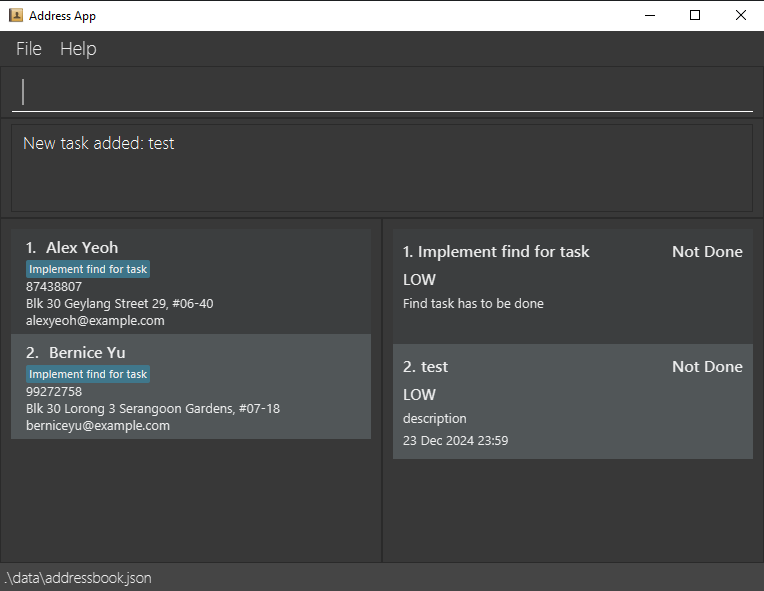 Address App
File Help
New task added: test
1. Alex Yeoh
Implement find for task
87438807
Blk 30 Geylang Street 29, #06-40
alexyeoh@example.com
2. Bernice Yu
Implement find for task
99272758
Blk 30 Lorong 3 Serangoon Gardens, #07-18
berniceyu@example.com
1. Implement find for task Not Done
LOW
Find task has to be done
2. test Not Done
LOW
description
23 Dec 2024 23:59
.\data\addressbook.json